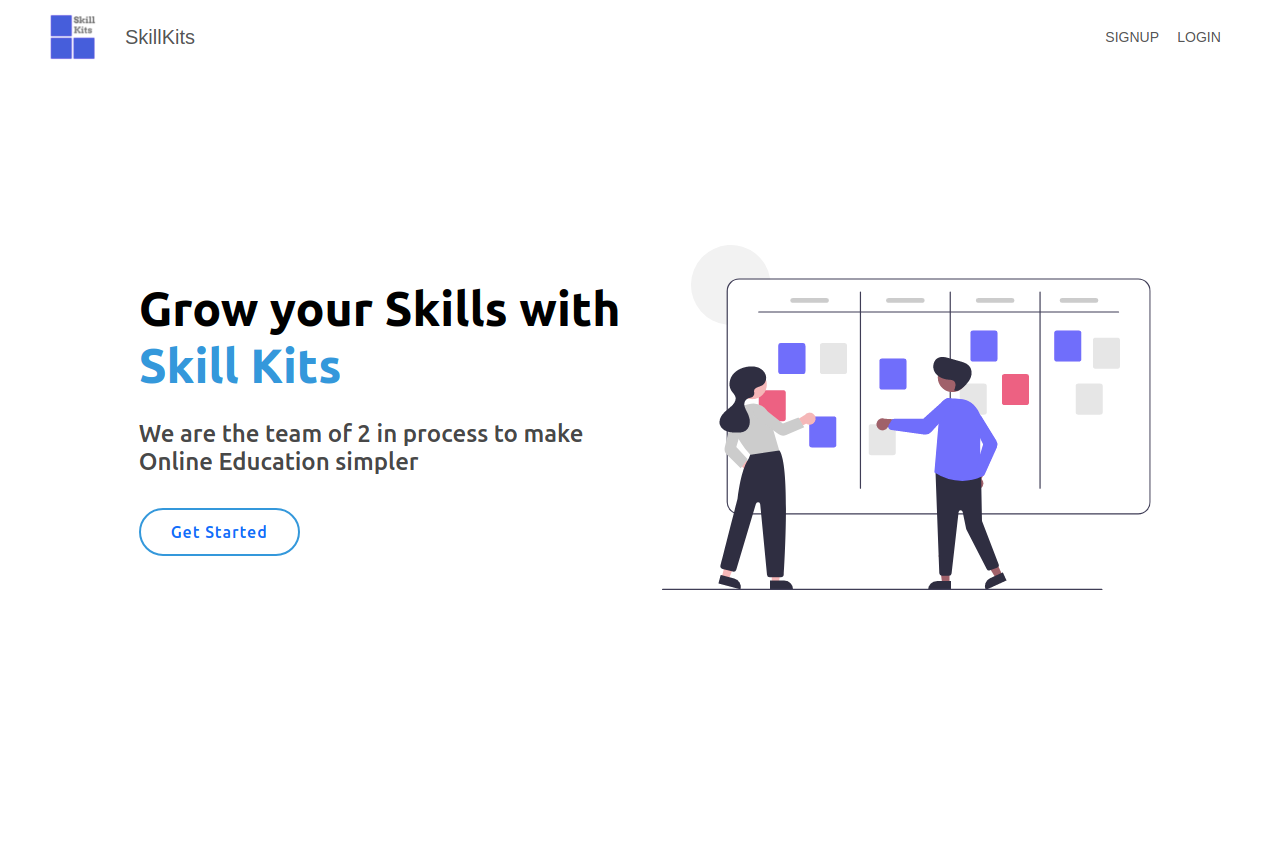 Skill
Kits
SkillKits
SIGNUP LOGIN
Grow your Skills with
Skill Kits
We are the team of 2 in process to make
Online Education simpler
Get Started